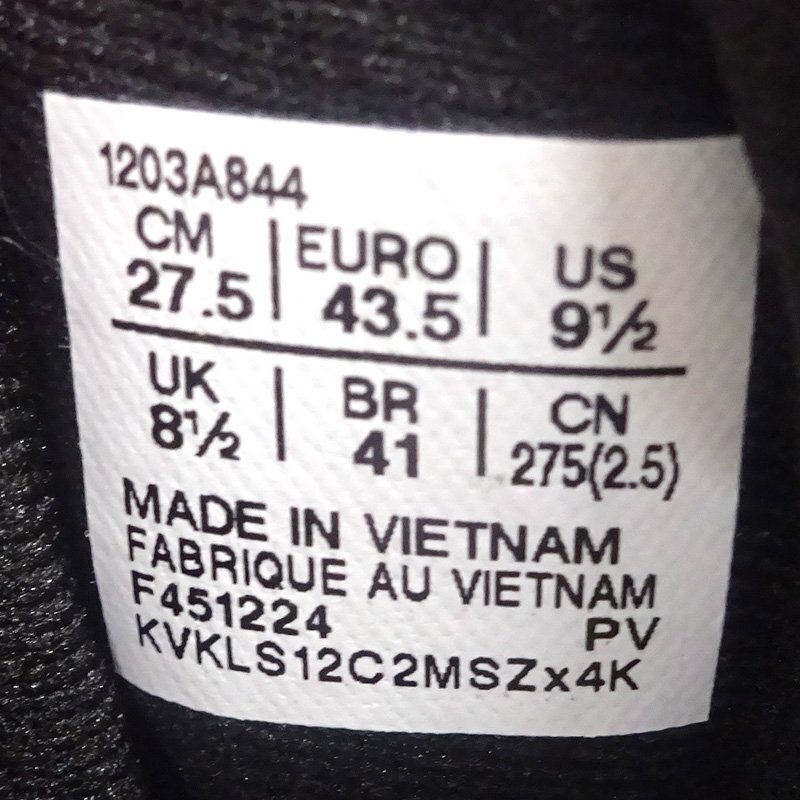 1203A844
CM | EURO | US
27.5 | 43.5 | 9½
UK | BR | CN
8½ | 41 | 275(2.5)
MADE IN VIETNAM
FABRIQUE AU VIETNAM
F451224 PV
KVKLS12C2MSZx4K